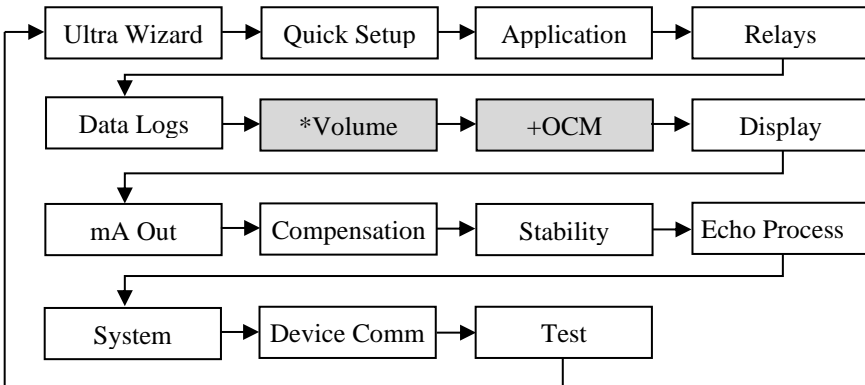 Ultra Wizard
Quick Setup
Application
Relays
Data Logs
*Volume
+OCM
Display
mA Out
Compensation
Stability
Echo Process
System
Device Comm
Test